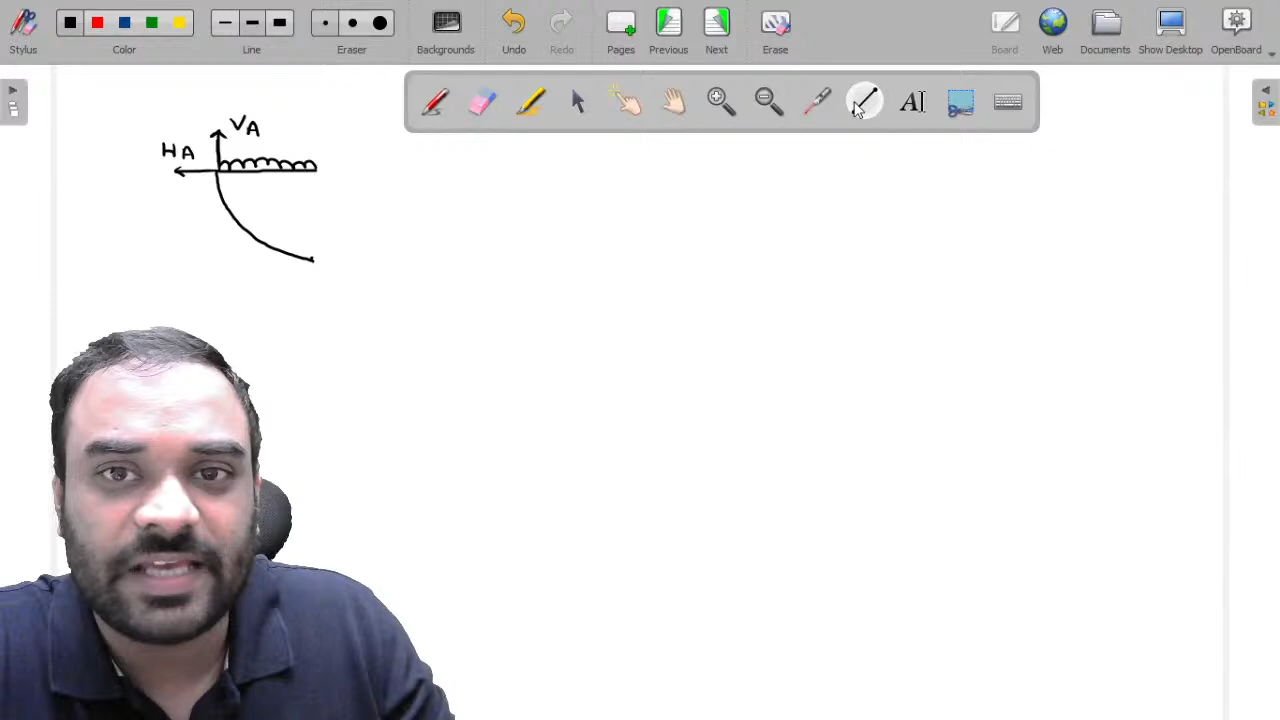 Stylus
Color
Line
Eraser
Backgrounds
Undo
Redo
Pages
Previous
Next
Erase
Board
Web
Documents
Show Desktop
OpenBoard
A
VA
HA